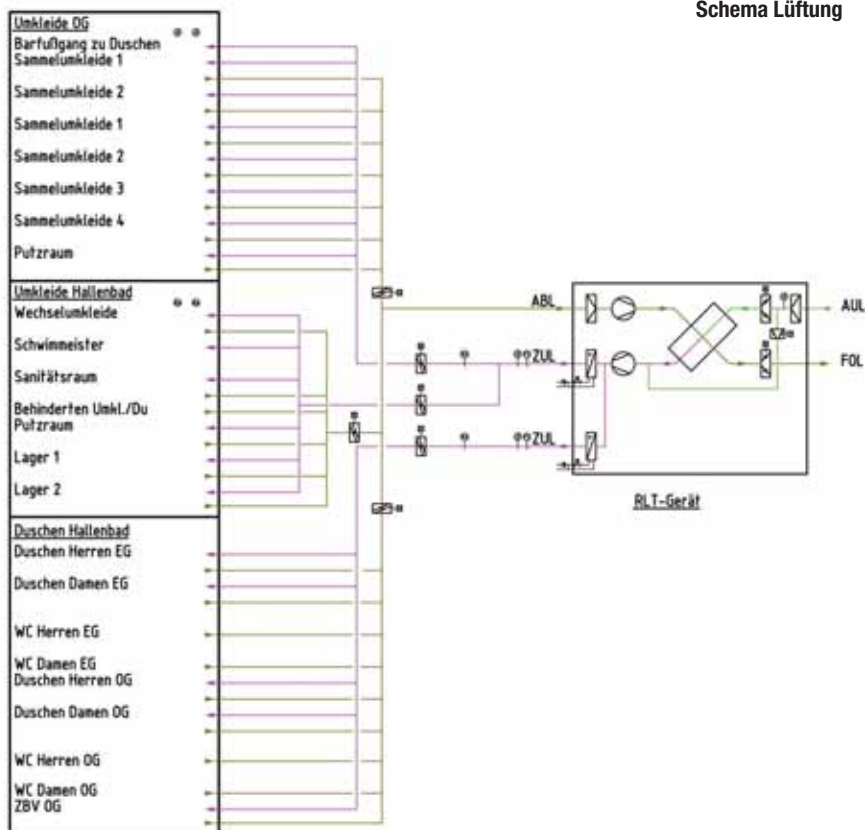 Schema Lüftung
Umkleide OG
Barfußgang zu Duschen
Sammelumkleide 1
Sammelumkleide 2
Sammelumkleide 1
Sammelumkleide 2
Sammelumkleide 3
Sammelumkleide 4
Putzraum
Umkleide Hallenbad
Wechselumkleide
Schwimmeister
Sanitätsraum
Behinderten Umkl./Du
Putzraum
Lager 1
Lager 2
Duschen Hallenbad
Duschen Herren EG
Duschen Damen EG
WC Herren EG
WC Damen EG
Duschen Herren OG
Duschen Damen OG
WC Herren OG
WC Damen OG
ZBV OG
ABL
ZUL
ZUL
AUL
FOL
RLT-Gerät